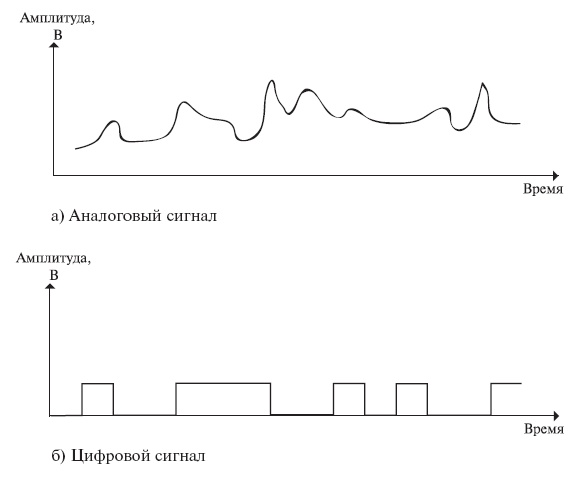 Амплитуда,
В
Время
а) Аналоговый сигнал
Амплитуда,
В
Время
б) Цифровой сигнал